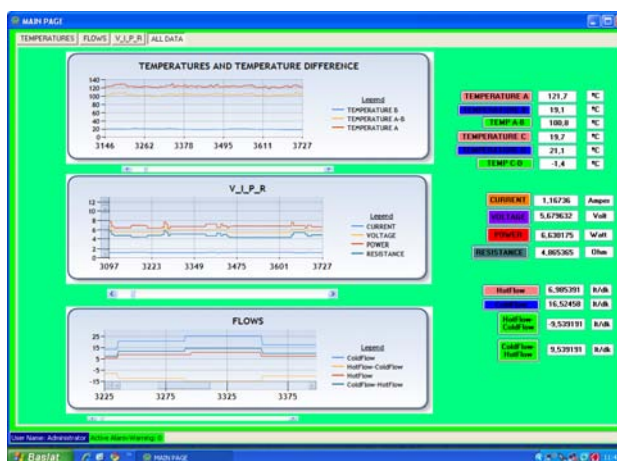 MAIN PAGE
TEMPERATURES FLOWS V_I_P_R ALL DATA
TEMPERATURES AND TEMPERATURE DIFFERENCE
140
120
100
80
60
40
20
0
3146 3262 3378 3495 3611 3727
Legend
TEMPERATURE B
TEMPERATURE A-B
TEMPERATURE A
V_I_P_R
12
9
6
3
0
3097 3223 3349 3475 3601 3727
Legend
CURRENT
VOLTAGE
POWER
RESISTANCE
FLOWS
25
15
5
-5
-15
3225 3275 3325 3375
Legend
ColdFlow
HotFlow-ColdFlow
HotFlow
ColdFlow-HotFlow
TEMPERATURE A 121,7 ºC
19,1 ºC
TEMP A-B 100,8 ºC
TEMPERATURE C 19,7 ºC
21,1 ºC
TEMP C-D -1,4 ºC
CURRENT 1,16736 Amper
VOLTAGE 5,679632 Volt
POWER 6,630175 Watt
RESISTANCE 4,865365 Ohm
HotFlow 6,985391 lt/dk
ColdFlow 16,52458 lt/dk
HotFlow-
ColdFlow -9,539191 lt/dk
ColdFlow-
HotFlow 9,539191 lt/dk
User Name: Administrator Active Alarm-Warning: 0
Baslat MAIN PAGE